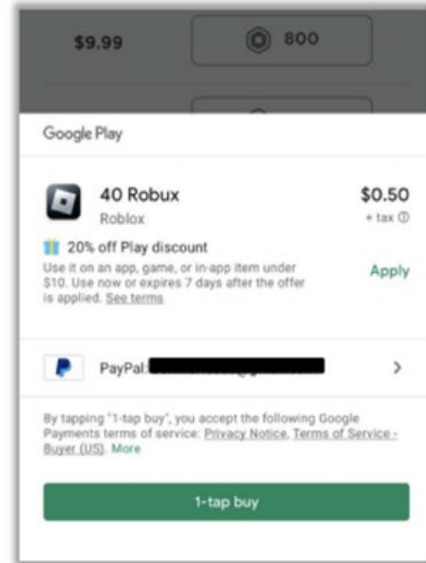 $9.99 800
Google Play
40 Robux $0.50
Roblox + tax
20% off Play discount
Use it on an app, game, or in-app item under
$10. Use now or expires 7 days after the offer
is applied. See terms
Apply
PayPal:
By tapping "1-tap buy", you accept the following Google
Payments terms of service: Privacy Notice, Terms of Service -
Buyer (US). More
1-tap buy